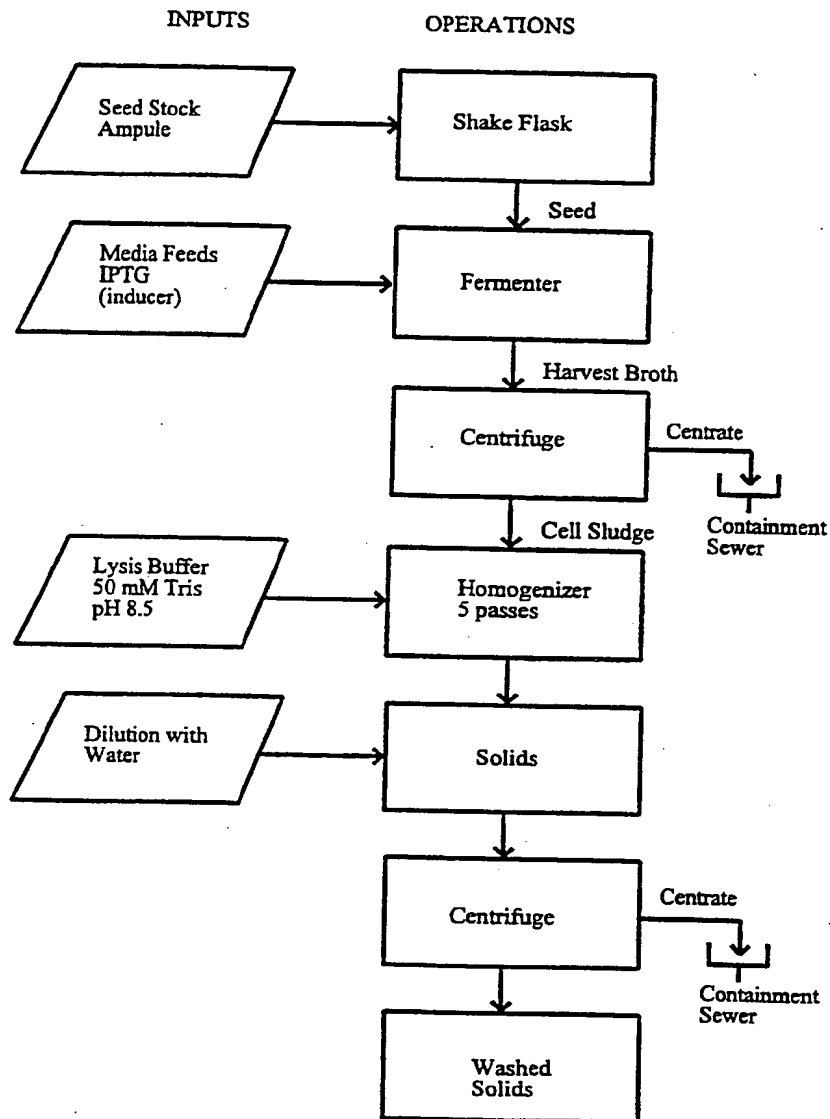 INPUTS
OPERATIONS
Seed Stock
Ampule
Shake Flask
Seed
Media Feeds
IPTG
(inducer)
Fermenter
Harvest Broth
Centrifuge
Centrate
Containment
Sewer
Cell Sludge
Lysis Buffer
50 mM Tris
pH 8.5
Homogenizer
5 passes
Dilution with
Water
Solids
Centrifuge
Centrate
Containment
Sewer
Washed
Solids